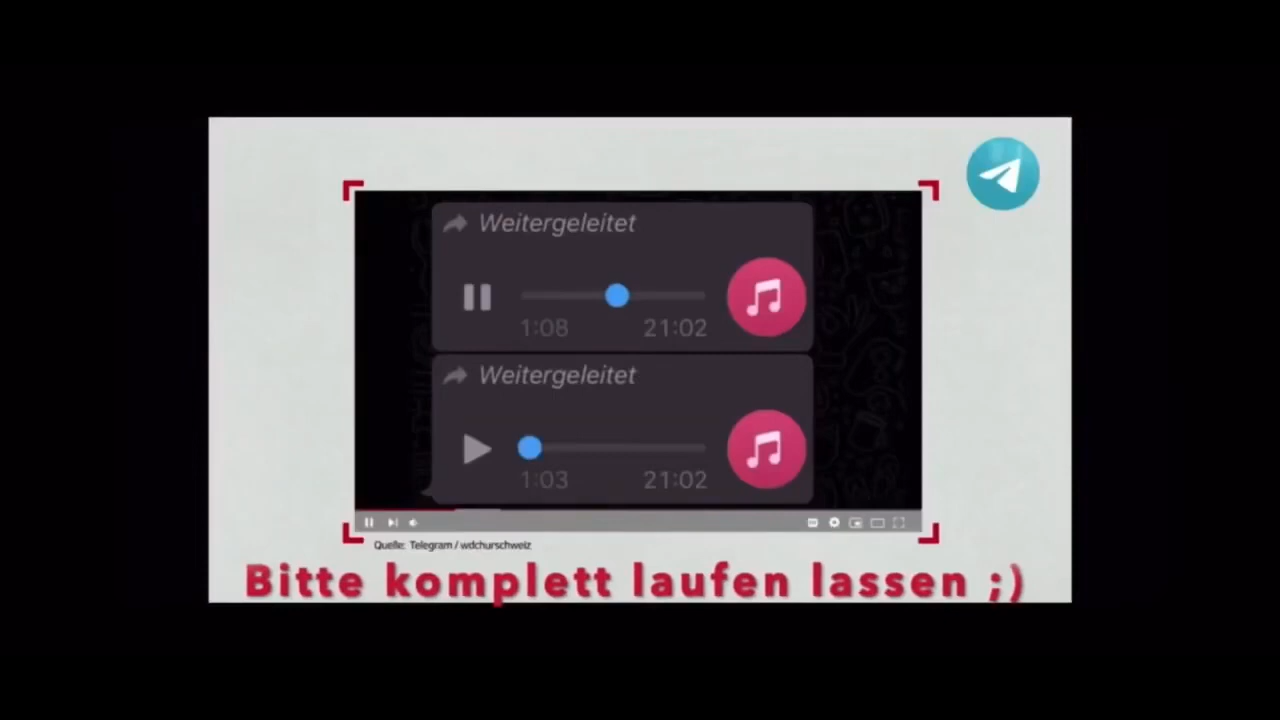 Weitergeleitet
1:08 21:02
Weitergeleitet
1:03 21:02
Quelle: Telegram / wdchurschweiz
Bitte komplett laufen lassen ;)